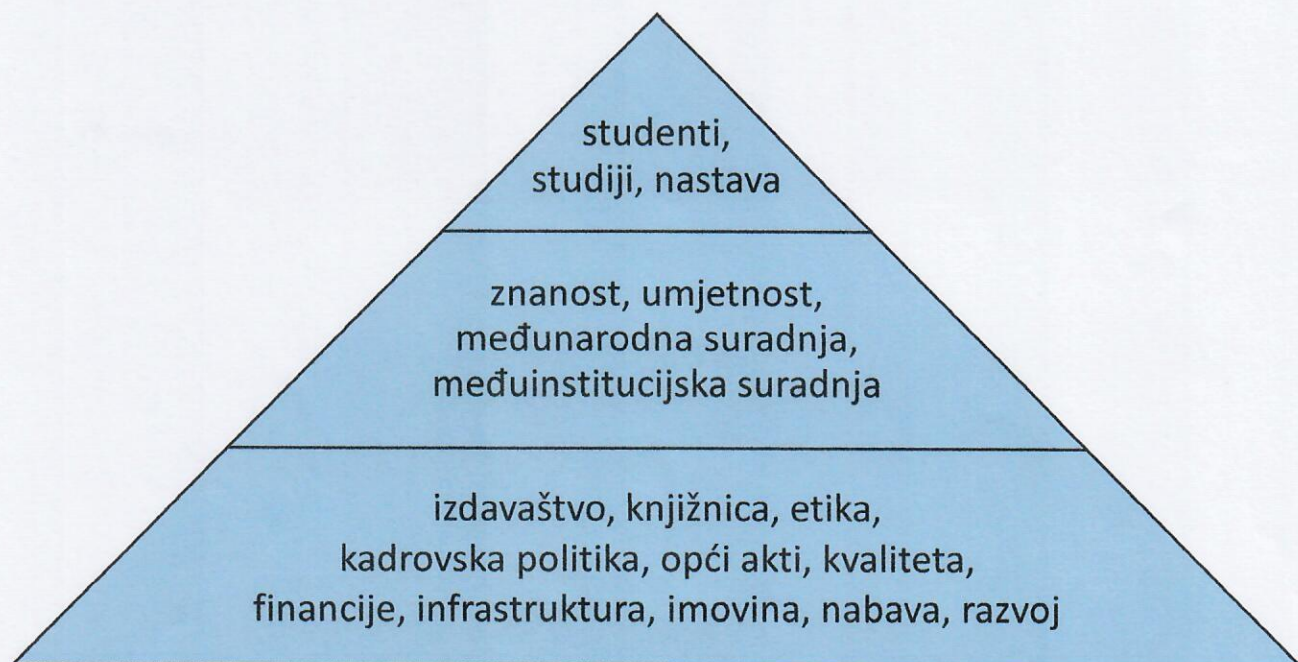 studenti,
studiji, nastava
znanost, umjetnost,
međunarodna suradnja,
međuinstitucijska suradnja
izdavaštvo, knjižnica, etika,
kadrovska politika, opći akti, kvaliteta,
financije, infrastruktura, imovina, nabava, razvoj